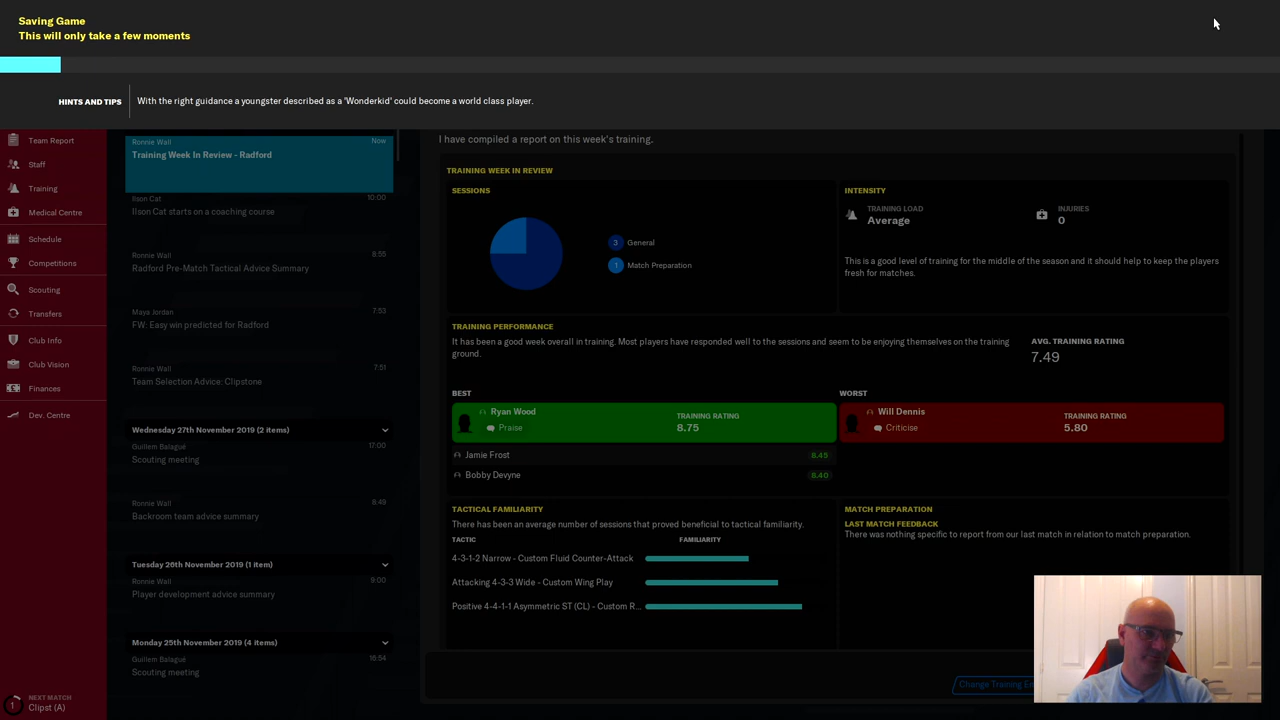 Saving Game
This will only take a few moments
HINTS AND TIPS
With the right guidance a youngster described as a 'Wonderkid' could become a world class player.
Team Report
Staff
Training
Medical Centre
Schedule
Competitions
Scouting
Transfers
Club Info
Club Vision
Finances
Dev. Centre
1
NEXT MATCH
Clipst (A)
Ronnie Wall
Now
Training Week In Review - Radford
Ilson Cat
10:00
Ilson Cat starts on a coaching course
Ronnie Wall
8:55
Radford Pre-Match Tactical Advice Summary
Maya Jordan
7:53
FW: Easy win predicted for Radford
Ronnie Wall
7:51
Team Selection Advice: Clipstone
Wednesday 27th November 2019 (2 items)
Guillem Balagué
17:00
Scouting meeting
Ronnie Wall
8:49
Backroom team advice summary
Tuesday 26th November 2019 (1 item)
Ronnie Wall
9:00
Player development advice summary
Monday 25th November 2019 (4 items)
Guillem Balagué
16:54
Scouting meeting
I have compiled a report on this week's training.
TRAINING WEEK IN REVIEW
SESSIONS
3 General
1 Match Preparation
INTENSITY
TRAINING LOAD
Average
INJURIES
0
This is a good level of training for the middle of the season and it should help to keep the players
fresh for matches.
TRAINING PERFORMANCE
It has been a good week overall in training. Most players have responded well to the sessions and seem to be enjoying themselves on the training
ground.
AVG. TRAINING RATING
7.49
BEST
Ryan Wood
Praise
TRAINING RATING
8.75
Jamie Frost
8.45
Bobby Devyne
8.40
WORST
Will Dennis
Criticise
TRAINING RATING
5.80
TACTICAL FAMILIARITY
There has been an average number of sessions that proved beneficial to tactical familiarity.
TACTIC
FAMILIARITY
4-3-1-2 Narrow - Custom Fluid Counter-Attack
Attacking 4-3-3 Wide - Custom Wing Play
Positive 4-4-1-1 Asymmetric ST (CL) - Custom R...
MATCH PREPARATION
LAST MATCH FEEDBACK
There was nothing specific to report from our last match in relation to match preparation.
Change Training